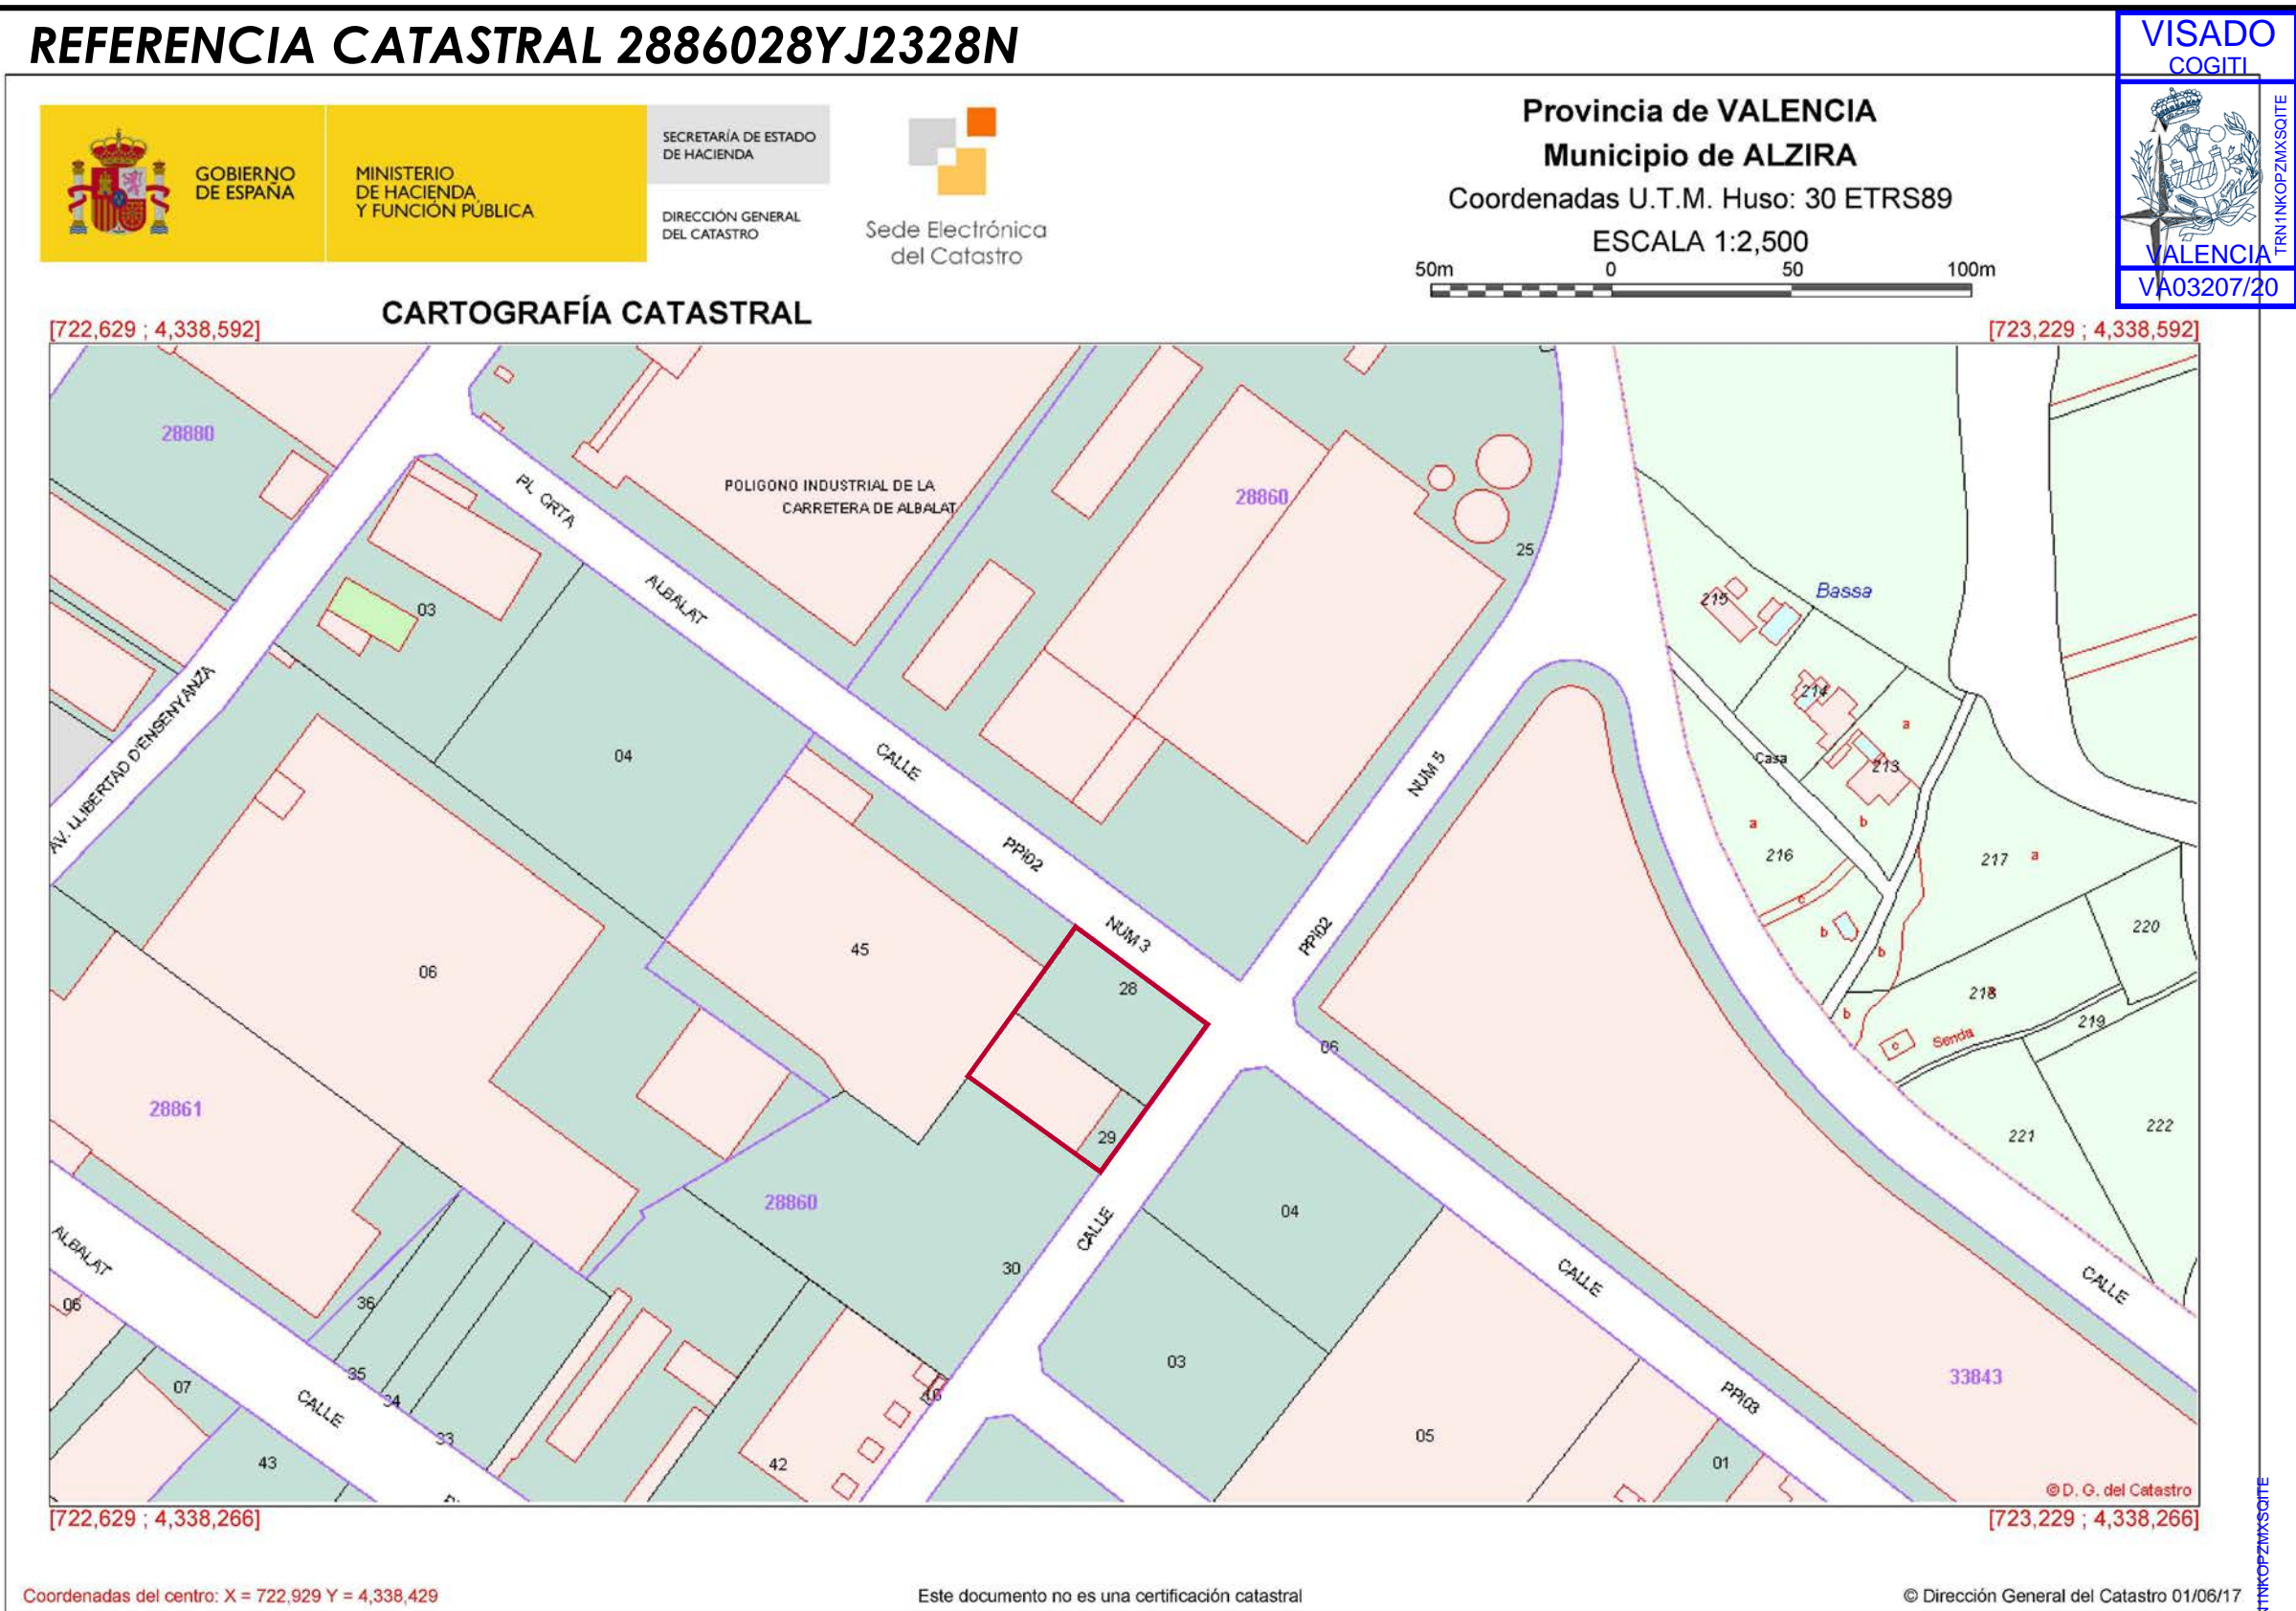 REFERENCIA CATASTRAL 2886028YJ2328N
VISADO
COGITI
TRN1NKOPZMXSQITE
VALENCIA
VA03207/20
GOBIERNO
DE ESPAÑA
MINISTERIO
DE HACIENDA
Y FUNCIÓN PÚBLICA
SECRETARÍA DE ESTADO
DE HACIENDA
DIRECCIÓN GENERAL
DEL CATASTRO
Sede Electrónica
del Catastro
Provincia de VALENCIA
Municipio de ALZIRA
Coordenadas U.T.M. Huso: 30 ETRS89
ESCALA 1:2,500
50m 0 50 100m
CARTOGRAFÍA CATASTRAL
[722,629 ; 4,338,592]
[723,229 ; 4,338,592]
28880
PL. CRTA
ALBALAT
CALLE
PPI02
NUM 3
POLIGONO INDUSTRIAL DE LA
CARRETERA DE ALBALAT
28860
25
03
04
AV. LLIBERTAD D'ENSENYANZA
NUM 5
PPI02
215
Bassa
214
a
213
Casa
a
b
216
217 a
c
b
b
220
218
a
b
219
c
Senda
221
222
45
06
28
29
06
28861
28860
30
CALLE
04
03
05
CALLE
PPI03
01
33843
CALLE
ALBALAT
06
07
43
36
35
34
33
CALLE
42
46
© D. G. del Catastro
[722,629 ; 4,338,266]
[723,229 ; 4,338,266]
Coordenadas del centro: X = 722,929 Y = 4,338,429
Este documento no es una certificación catastral
© Dirección General del Catastro 01/06/17
1NKOPZMXSQITE